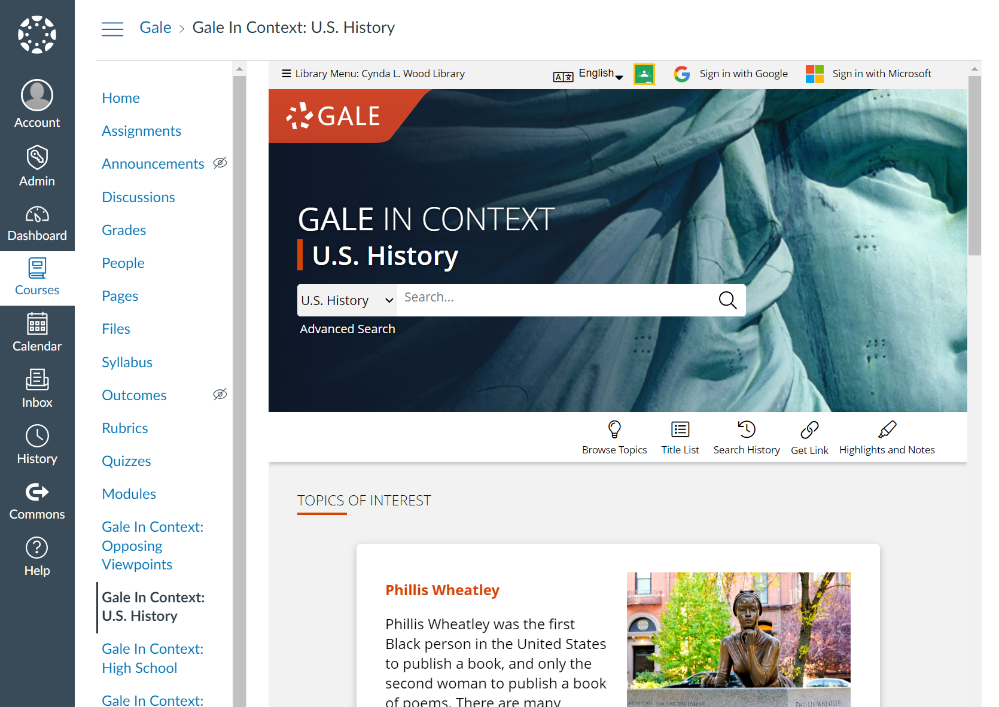 Gale > Gale In Context: U.S. History
Account
Admin
Dashboard
Courses
Calendar
Inbox
History
Commons
Help
Home
Assignments
Announcements
Discussions
Grades
People
Pages
Files
Syllabus
Outcomes
Rubrics
Quizzes
Modules
Gale In Context:
Opposing
Viewpoints
Gale In Context:
U.S. History
Gale In Context:
High School
Gale In Context:
Library Menu: Cynda L. Wood Library
English
Sign in with Google
Sign in with Microsoft
GALE
GALE IN CONTEXT
U.S. History
U.S. History
Search...
Advanced Search
Browse Topics
Title List
Search History
Get Link
Highlights and Notes
TOPICS OF INTEREST
Phillis Wheatley
Phillis Wheatley was the first
Black person in the United States
to publish a book, and only the
second woman to publish a book
of poems. There are many
PHILLIS WHEATLEY